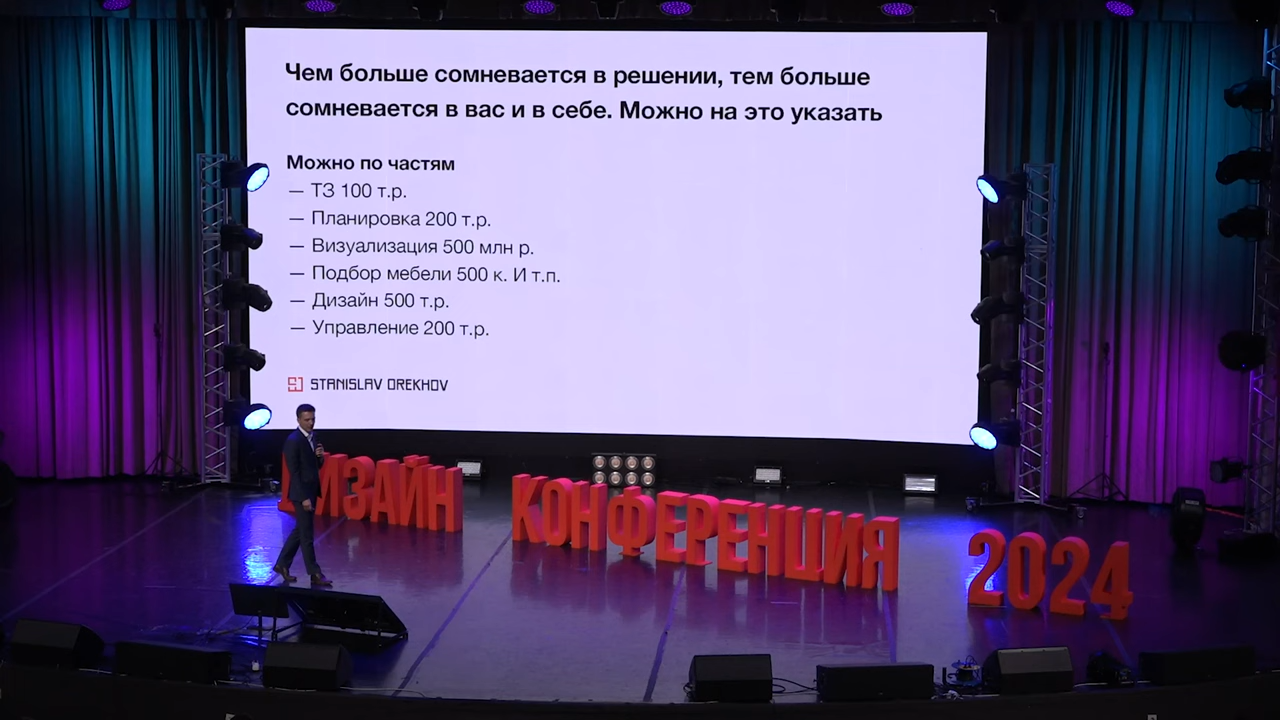 Чем больше сомневается в решении, тем больше
сомневается в вас и в себе. Можно на это указать
Можно по частям
— ТЗ 100 т.р.
— Планировка 200 т.р.
— Визуализация 500 млн р.
— Подбор мебели 500 к. И т.п.
— Дизайн 500 т.р.
— Управление 200 т.р.
STANISLAV OREKHOV
ДИЗАЙН КОНФЕРЕНЦИЯ 2024